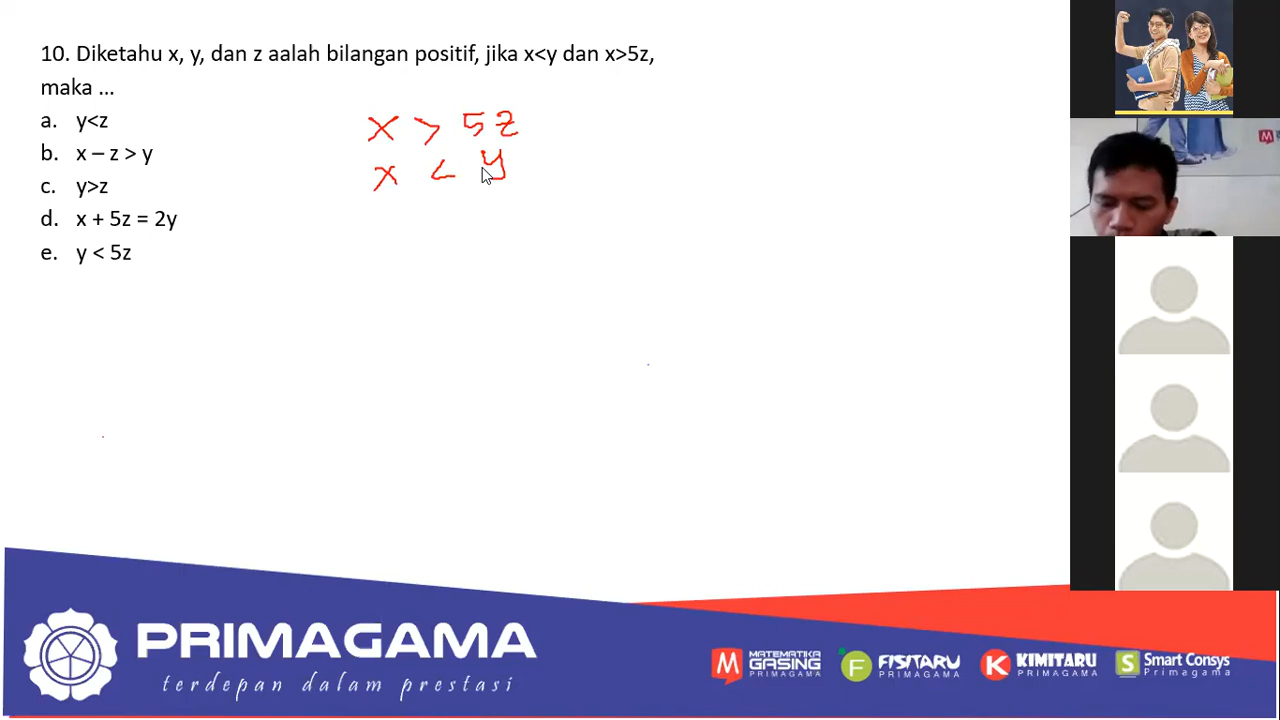 10. Diketahu x, y, dan z aalah bilangan positif, jika x<y dan x>5z,
maka ...
a. y<z
b. x – z > y
c. y>z
d. x + 5z = 2y
e. y < 5z
x > 5z
x < y
PRIMAGAMA
terdepan dalam prestasi
M MATEMATIKA GASING PRIMAGAMA
F FISITARU PRIMAGAMA
K KIMITARU PRIMAGAMA
S Smart Consys Primagama